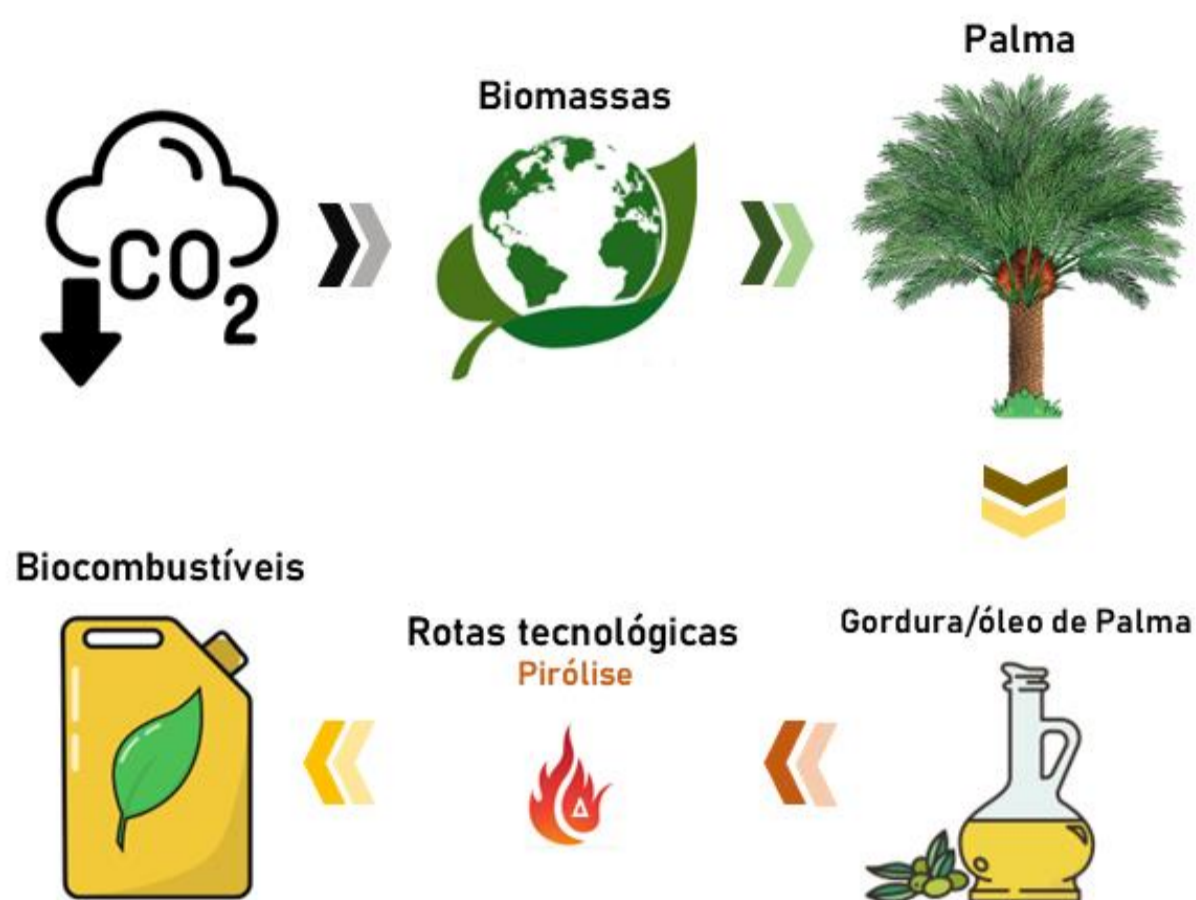 Palma
Biomassas
CO2
Biocombustíveis
Rotas tecnológicas
Pirólise
Gordura/óleo de Palma
Δ